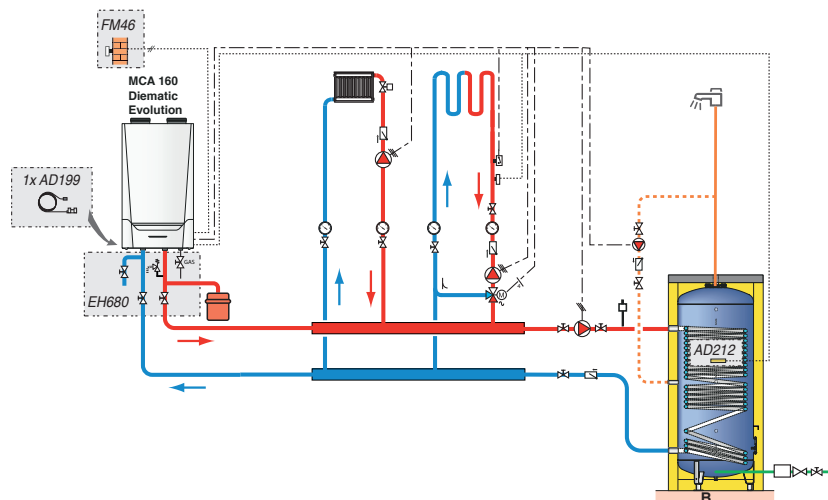 FM46
MCA 160
Diematic
Evolution
1x AD199
GAS
EH680
M
AD212
B